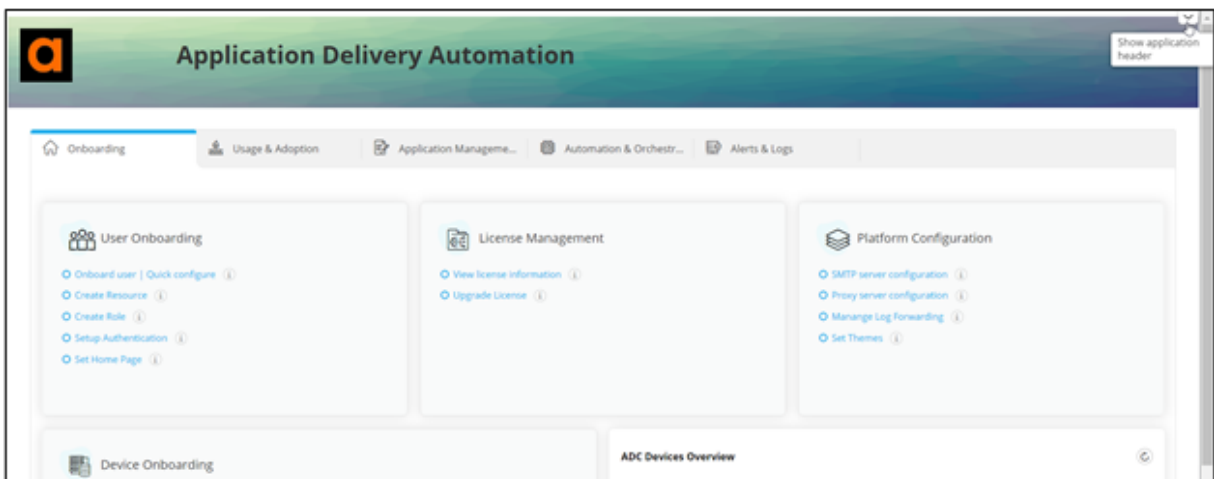 a
Application Delivery Automation
Show application
header
Onboarding
Usage & Adoption
Application Manageme...
Automation & Orchestr...
Alerts & Logs
User Onboarding
Onboard user | Quick configure
Create Resource
Create Role
Setup Authentication
Set Home Page
License Management
View license information
Upgrade License
Platform Configuration
SMTP server configuration
Proxy server configuration
Manange Log Forwarding
Set Themes
Device Onboarding
ADC Devices Overview